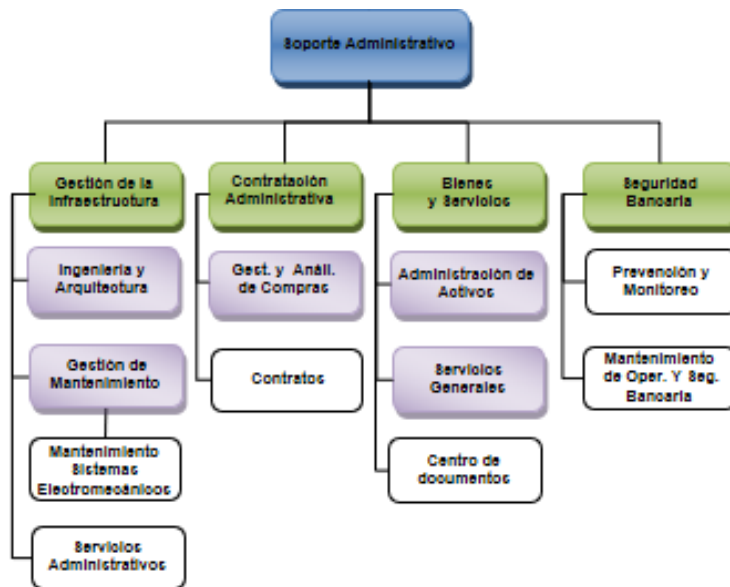 Soporte Administrativo
Gestión de la
Infraestructura
Contratación
Administrativa
Bienes
y Servicios
Seguridad
Bancaria
Ingeniería y
Arquitectura
Gest. y Análi.
de Compras
Administración de
Activos
Prevención y
Monitoreo
Gestión de
Mantenimiento
Contratos
Servicios
Generales
Mantenimiento
de Oper. Y Seg.
Bancaria
Mantenimiento
Sistemas
Electromecánicos
Centro de
documentos
Servicios
Administrativos